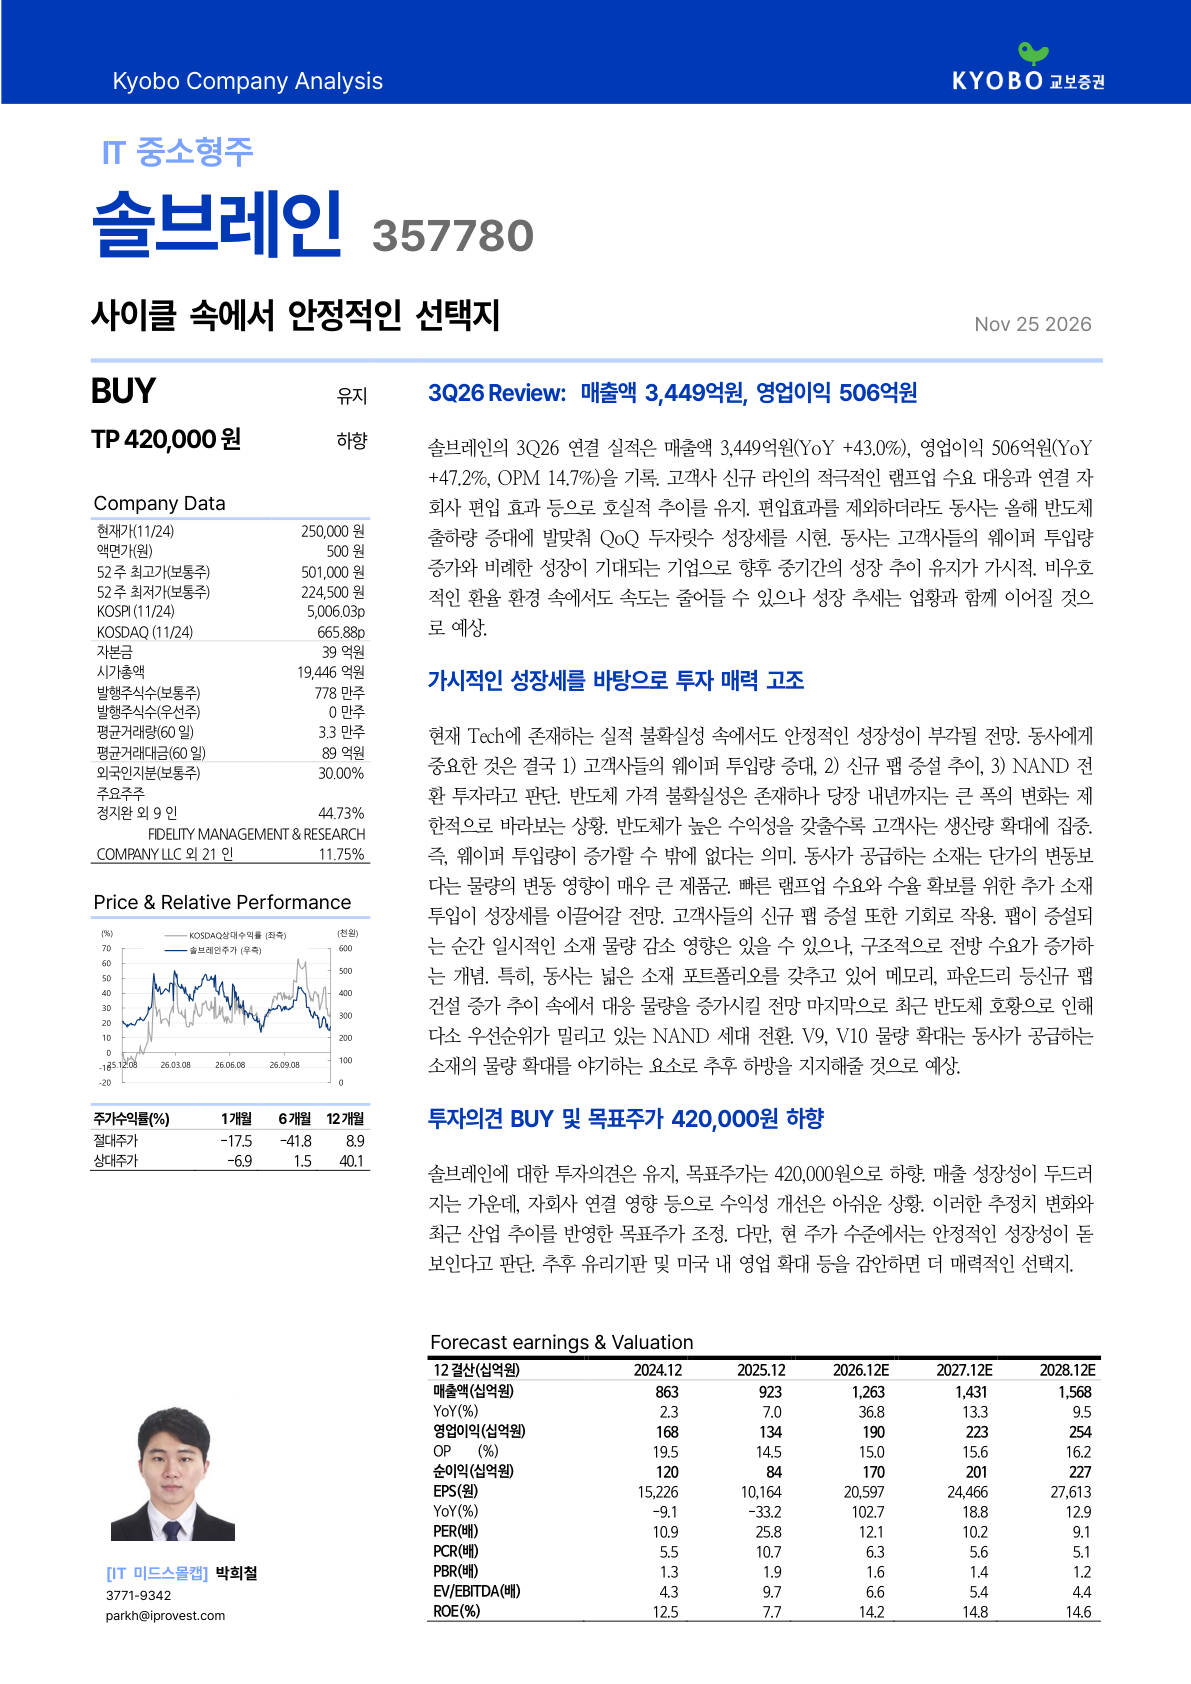 Kyobo Company Analysis
KYOBO 교보증권
IT 중소형주
솔브레인 357780
사이클 속에서 안정적인 선택지
Nov 25 2026
BUY 유지
TP 420,000 원 하향
Company Data
현재가(11/24) 250,000 원
액면가(원) 500 원
52 주 최고가(보통주) 501,000 원
52 주 최저가(보통주) 224,500 원
KOSPI (11/24) 5,006.03p
KOSDAQ (11/24) 665.88p
자본금 39 억원
시가총액 19,446 억원
발행주식수(보통주) 778 만주
발행주식수(우선주) 0 만주
평균거래량(60 일) 3.3 만주
평균거래대금(60 일) 89 억원
외국인지분(보통주) 30.00%
주요주주
정지완 외 9 인 44.73%
FIDELITY MANAGEMENT & RESEARCH
COMPANY LLC 외 21 인 11.75%
Price & Relative Performance
(%) (천원)
KOSDAQ상대수익률 (좌측)
솔브레인주가 (우측)
70 600
60
50 500
40 400
30
20 300
10 200
0
-10 100
-20 0
25.12.08 26.03.08 26.06.08 26.09.08
주가수익률(%) 1개월 6개월 12개월
절대주가 -17.5 -41.8 8.9
상대주가 -6.9 1.5 40.1
[IT 미드스몰캡] 박희철
3771-9342
parkh@iprovest.com
3Q26 Review: 매출액 3,449억원, 영업이익 506억원
솔브레인의 3Q26 연결 실적은 매출액 3,449억원(YoY +43.0%), 영업이익 506억원(YoY
+47.2%, OPM 14.7%)을 기록. 고객사 신규 라인의 적극적인 램프업 수요 대응과 연결 자
회사 편입 효과 등으로 호실적 추이를 유지. 편입효과를 제외하더라도 동사는 올해 반도체
출하량 증대에 발맞춰 QoQ 두자릿수 성장세를 시현. 동사는 고객사들의 웨이퍼 투입량
증가와 비례한 성장이 기대되는 기업으로 향후 중기간의 성장 추이 유지가 가시적. 비우호
적인 환율 환경 속에서도 속도는 줄어들 수 있으나 성장 추세는 업황과 함께 이어질 것으
로 예상.
가시적인 성장세를 바탕으로 투자 매력 고조
현재 Tech에 존재하는 실적 불확실성 속에서도 안정적인 성장성이 부각될 전망. 동사에게
중요한 것은 결국 1) 고객사들의 웨이퍼 투입량 증대, 2) 신규 팹 증설 추이, 3) NAND 전
환 투자라고 판단. 반도체 가격 불확실성은 존재하나 당장 내년까지는 큰 폭의 변화는 제
한적으로 바라보는 상황. 반도체가 높은 수익성을 갖출수록 고객사는 생산량 확대에 집중.
즉, 웨이퍼 투입량이 증가할 수 밖에 없다는 의미. 동사가 공급하는 소재는 단가의 변동보
다는 물량의 변동 영향이 매우 큰 제품군. 빠른 램프업 수요와 수율 확보를 위한 추가 소재
투입이 성장세를 이끌어갈 전망. 고객사들의 신규 팹 증설 또한 기회로 작용. 팹이 증설되
는 순간 일시적인 소재 물량 감소 영향은 있을 수 있으나, 구조적으로 전방 수요가 증가하
는 개념. 특히, 동사는 넓은 소재 포트폴리오를 갖추고 있어 메모리, 파운드리 등신규 팹
건설 증가 추이 속에서 대응 물량을 증가시킬 전망 마지막으로 최근 반도체 호황으로 인해
다소 우선순위가 밀리고 있는 NAND 세대 전환. V9, V10 물량 확대는 동사가 공급하는
소재의 물량 확대를 야기하는 요소로 추후 하방을 지지해줄 것으로 예상.
투자의견 BUY 및 목표주가 420,000원 하향
솔브레인에 대한 투자의견은 유지, 목표주가는 420,000원으로 하향. 매출 성장성이 두드러
지는 가운데, 자회사 연결 영향 등으로 수익성 개선은 아쉬운 상황. 이러한 추정치 변화와
최근 산업 추이를 반영한 목표주가 조정. 다만, 현 주가 수준에서는 안정적인 성장성이 돋
보인다고 판단. 추후 유리기판 및 미국 내 영업 확대 등을 감안하면 더 매력적인 선택지.
Forecast earnings & Valuation
12 결산(십억원) 2024.12 2025.12 2026.12E 2027.12E 2028.12E
매출액(십억원) 863 923 1,263 1,431 1,568
YoY(%) 2.3 7.0 36.8 13.3 9.5
영업이익(십억원) 168 134 190 223 254
OP (%) 19.5 14.5 15.0 15.6 16.2
순이익(십억원) 120 84 170 201 227
EPS(원) 15,226 10,164 20,597 24,466 27,613
YoY(%) -9.1 -33.2 102.7 18.8 12.9
PER(배) 10.9 25.8 12.1 10.2 9.1
PCR(배) 5.5 10.7 6.3 5.6 5.1
PBR(배) 1.3 1.9 1.6 1.4 1.2
EV/EBITDA(배) 4.3 9.7 6.6 5.4 4.4
ROE(%) 12.5 7.7 14.2 14.8 14.6